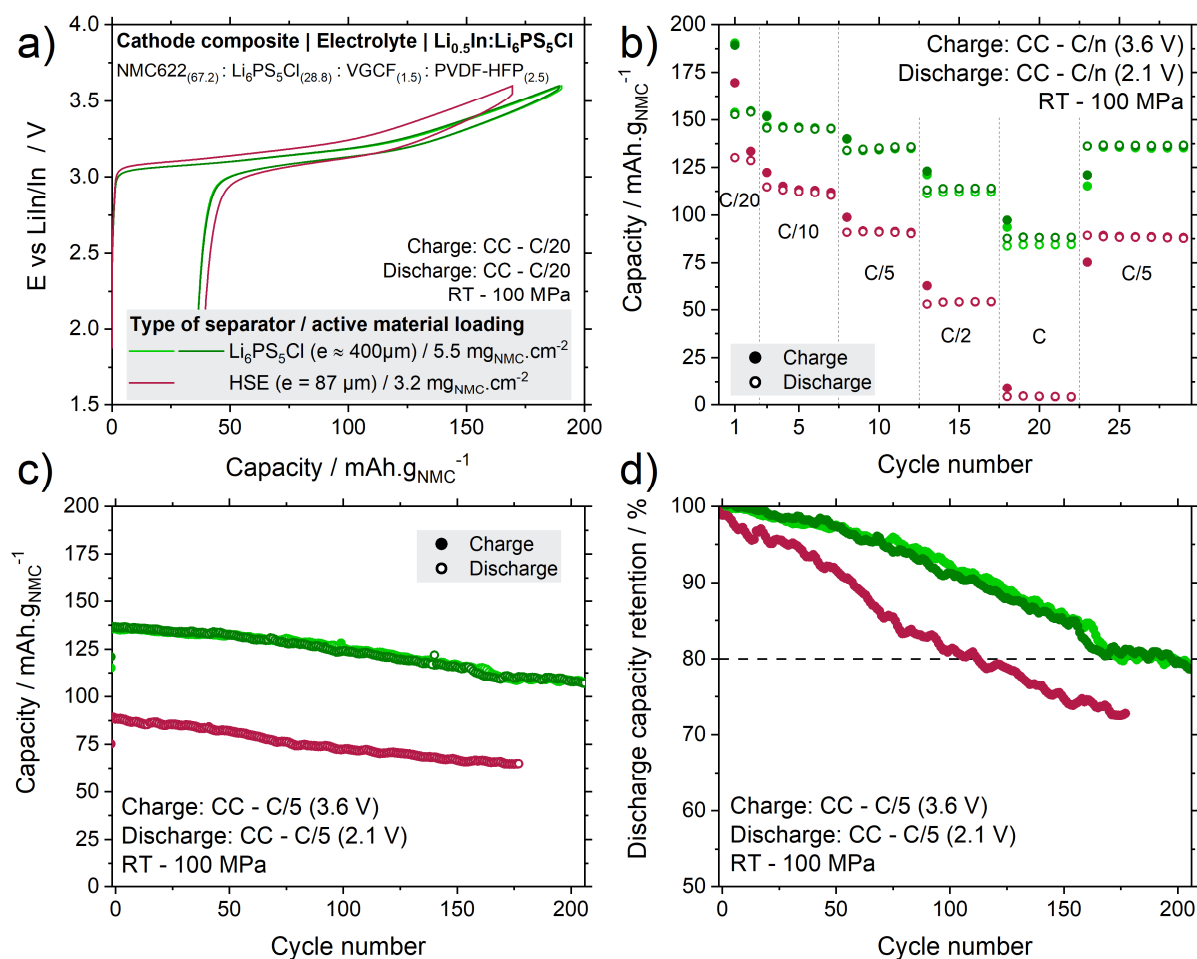 a)
Cathode composite | Electrolyte | Li0.5In:Li6PS5Cl
NMC622(67.2) : Li6PS5Cl(28.8) : VGCF(1.5) : PVDF-HFP(2.5)
E vs LiIn/In / V
4.0
3.5
3.0
2.5
2.0
1.5
Charge: CC - C/20
Discharge: CC - C/20
RT - 100 MPa
Type of separator / active material loading
Li6PS5Cl (e ≈ 400µm) / 5.5 mgNMC.cm-2
HSE (e = 87 µm) / 3.2 mgNMC.cm-2
0 50 100 150 200
Capacity / mAh.gNMC-1
b)
Capacity / mAh.gNMC-1
200
175
150
125
100
75
50
25
0
Charge: CC - C/n (3.6 V)
Discharge: CC - C/n (2.1 V)
RT - 100 MPa
C/20
C/10
C/5
C/2
C
C/5
Charge
Discharge
1 5 10 15 20 25
Cycle number
c)
Capacity / mAh.gNMC-1
200
175
150
125
100
75
50
25
0
Charge
Discharge
Charge: CC - C/5 (3.6 V)
Discharge: CC - C/5 (2.1 V)
RT - 100 MPa
0 50 100 150 200
Cycle number
d)
Discharge capacity retention / %
100
90
80
70
60
50
Charge: CC - C/5 (3.6 V)
Discharge: CC - C/5 (2.1 V)
RT - 100 MPa
0 50 100 150 200
Cycle number